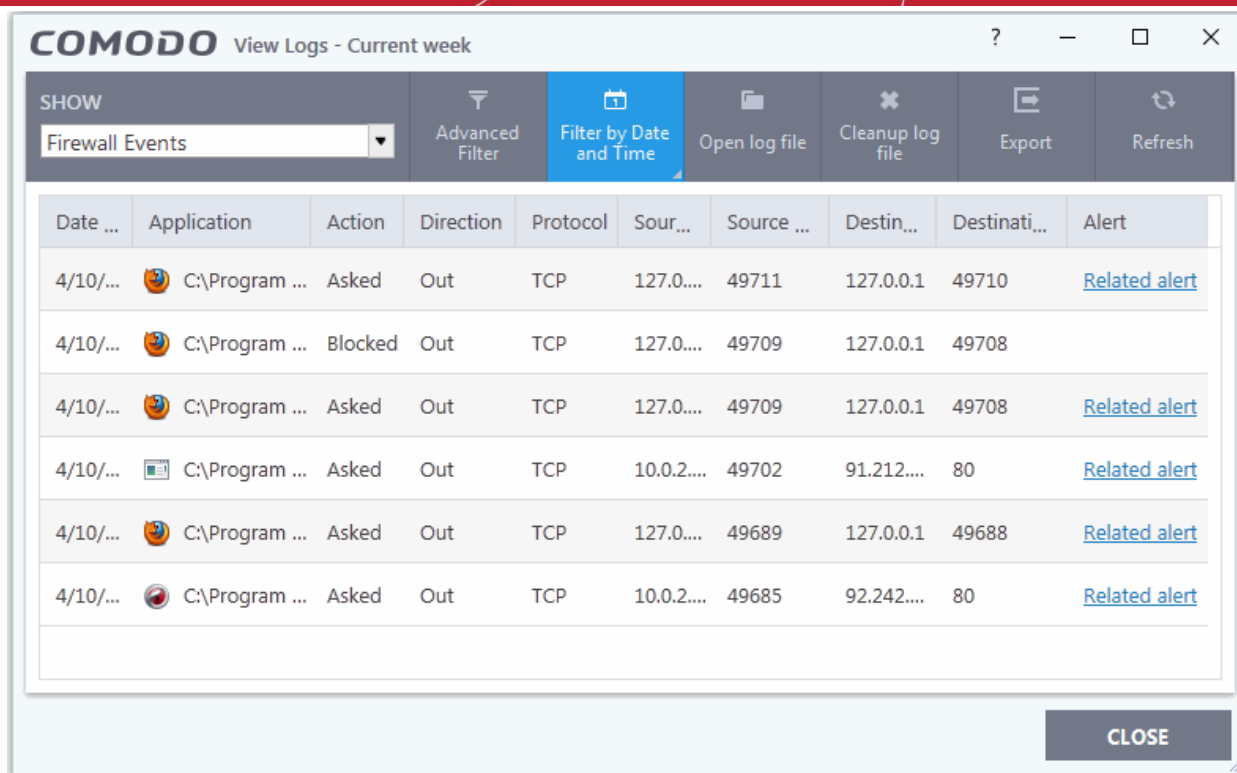 COMODO View Logs - Current week
?
SHOW
Firewall Events
Advanced
Filter
1
Filter by Date
and Time
Open log file
Cleanup log
file
Export
Refresh
Date ... Application Action Direction Protocol Sour... Source ... Destin... Destinati... Alert
4/10/... C:\Program ... Asked Out TCP 127.0.... 49711 127.0.0.1 49710 Related alert
4/10/... C:\Program ... Blocked Out TCP 127.0.... 49709 127.0.0.1 49708
4/10/... C:\Program ... Asked Out TCP 127.0.... 49709 127.0.0.1 49708 Related alert
4/10/... C:\Program ... Asked Out TCP 10.0.2.... 49702 91.212.... 80 Related alert
4/10/... C:\Program ... Asked Out TCP 127.0.... 49689 127.0.0.1 49688 Related alert
4/10/... C:\Program ... Asked Out TCP 10.0.2.... 49685 92.242.... 80 Related alert
CLOSE